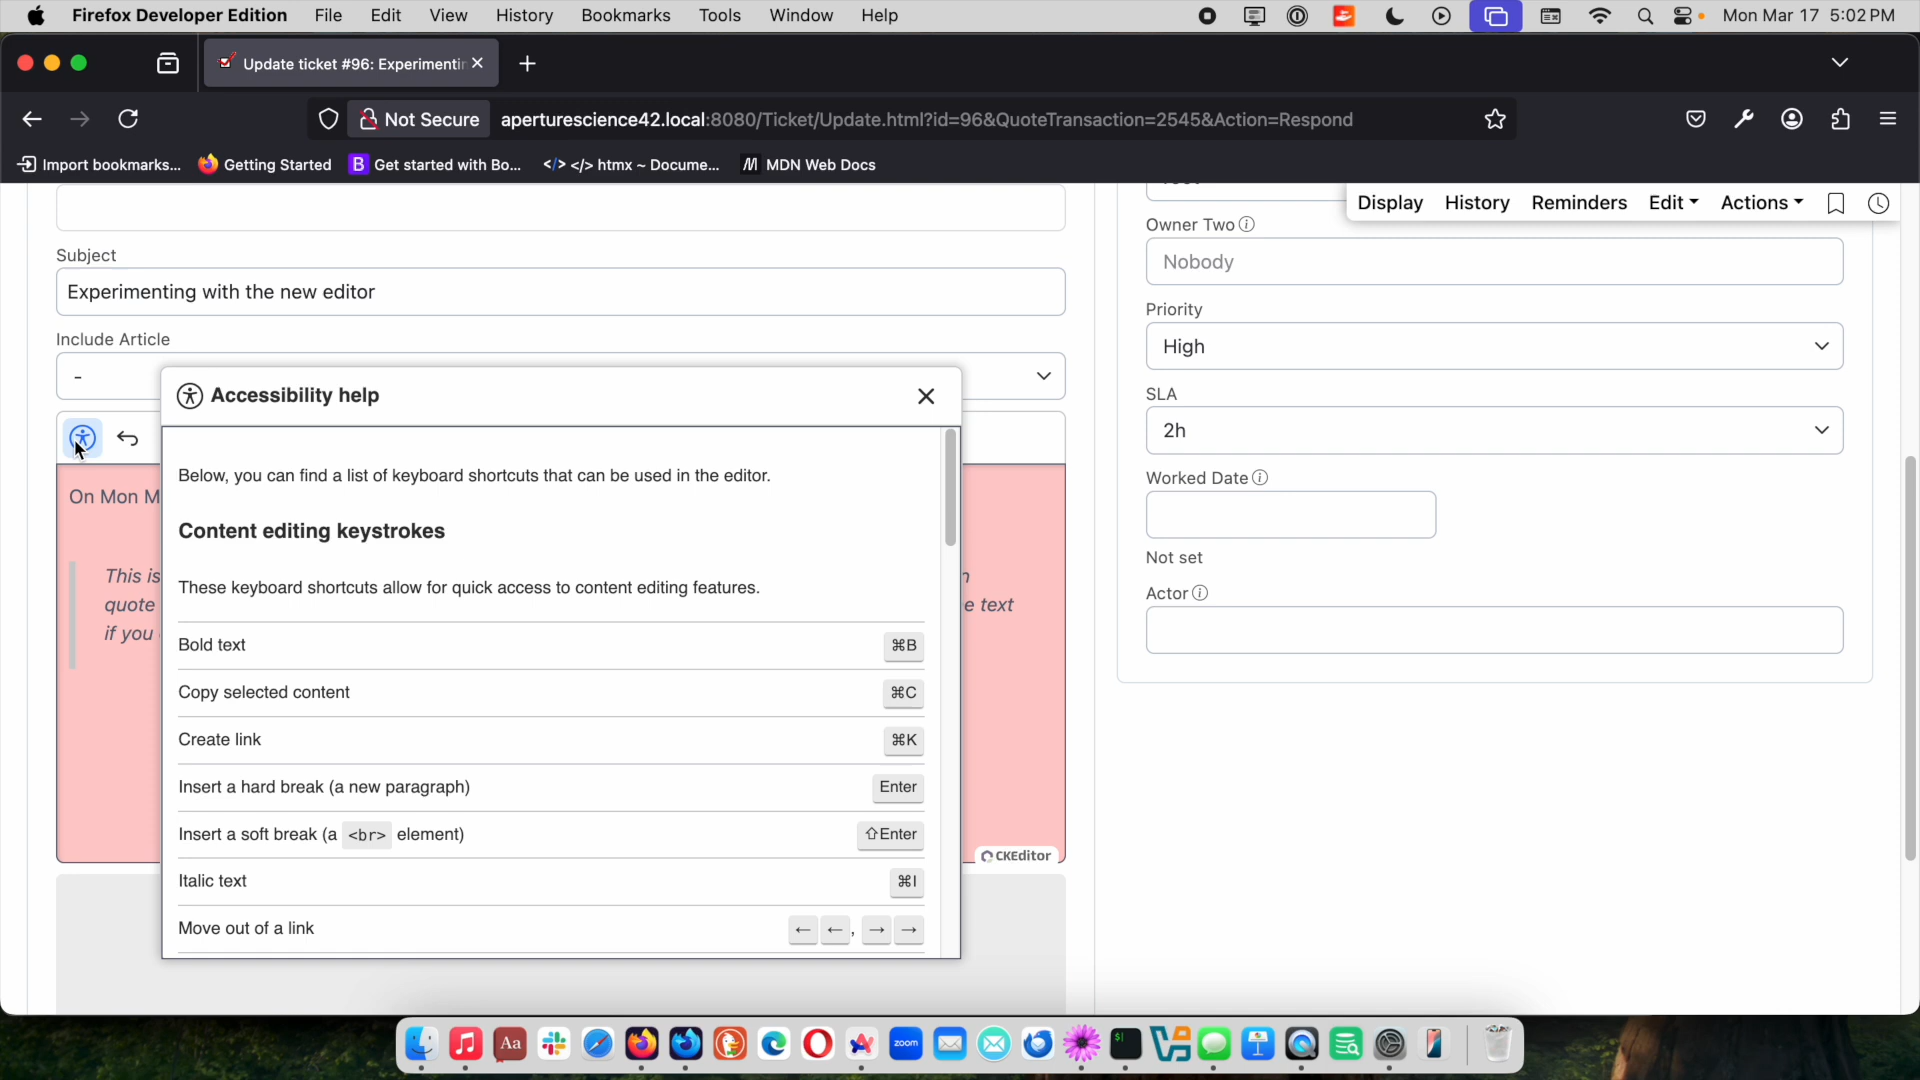 Firefox Developer Edition File Edit View History Bookmarks Tools Window Help Mon Mar 17 5:02 PM
Update ticket #96: Experimentin
Not Secure aperturescience42.local:8080/Ticket/Update.html?id=96&QuoteTransaction=2545&Action=Respond
Import bookmarks... Getting Started B Get started with Bo... </> </> htmx ~ Docume... MDN Web Docs
Display History Reminders Edit Actions
Subject
Experimenting with the new editor
Include Article
-
Accessibility help
On Mon M
This is
quote
if you
e text
Below, you can find a list of keyboard shortcuts that can be used in the editor.
Content editing keystrokes
These keyboard shortcuts allow for quick access to content editing features.
Bold text ⌘B
Copy selected content ⌘C
Create link ⌘K
Insert a hard break (a new paragraph) Enter
Insert a soft break (a <br> element) ⇧Enter
Italic text ⌘I
Move out of a link ← ← , → →
CKEditor
Owner Two
Nobody
Priority
High
SLA
2h
Worked Date
Not set
Actor
Aa
zoom